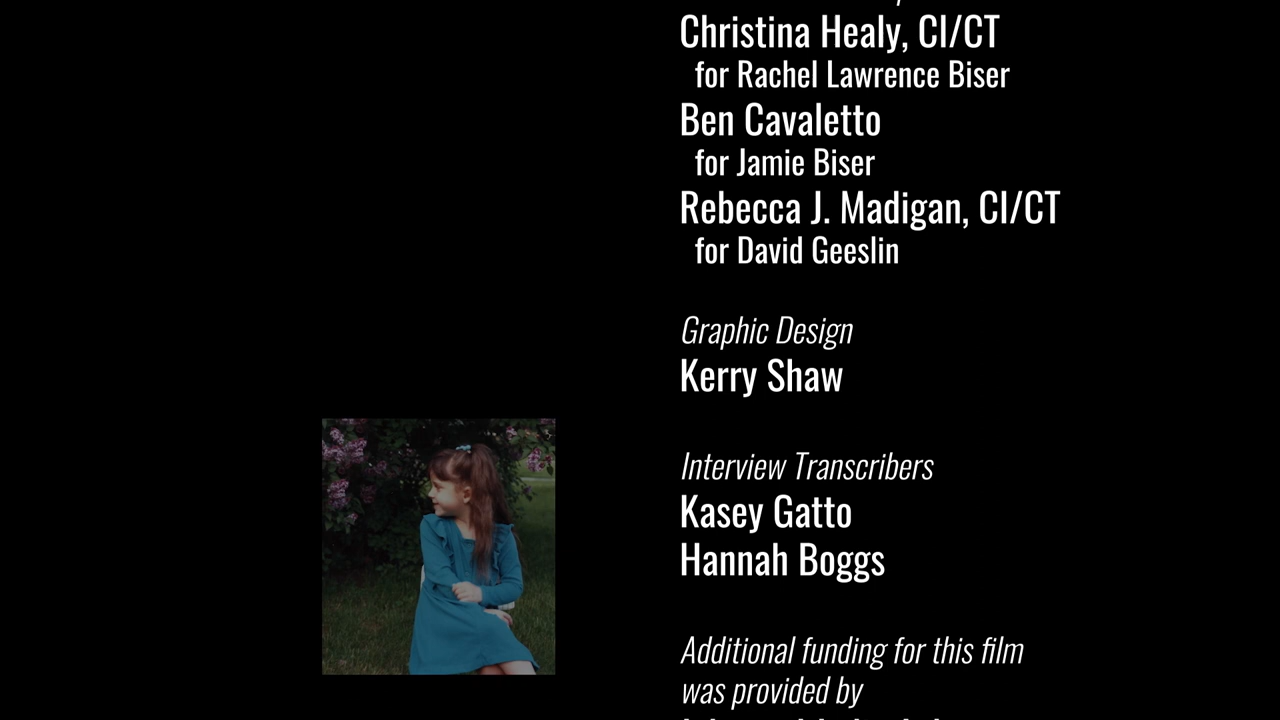 Christina Healy, CI/CT
for Rachel Lawrence Biser
Ben Cavaletto
for Jamie Biser
Rebecca J. Madigan, CI/CT
for David Geeslin
Graphic Design
Kerry Shaw
Interview Transcribers
Kasey Gatto
Hannah Boggs
Additional funding for this film
was provided by